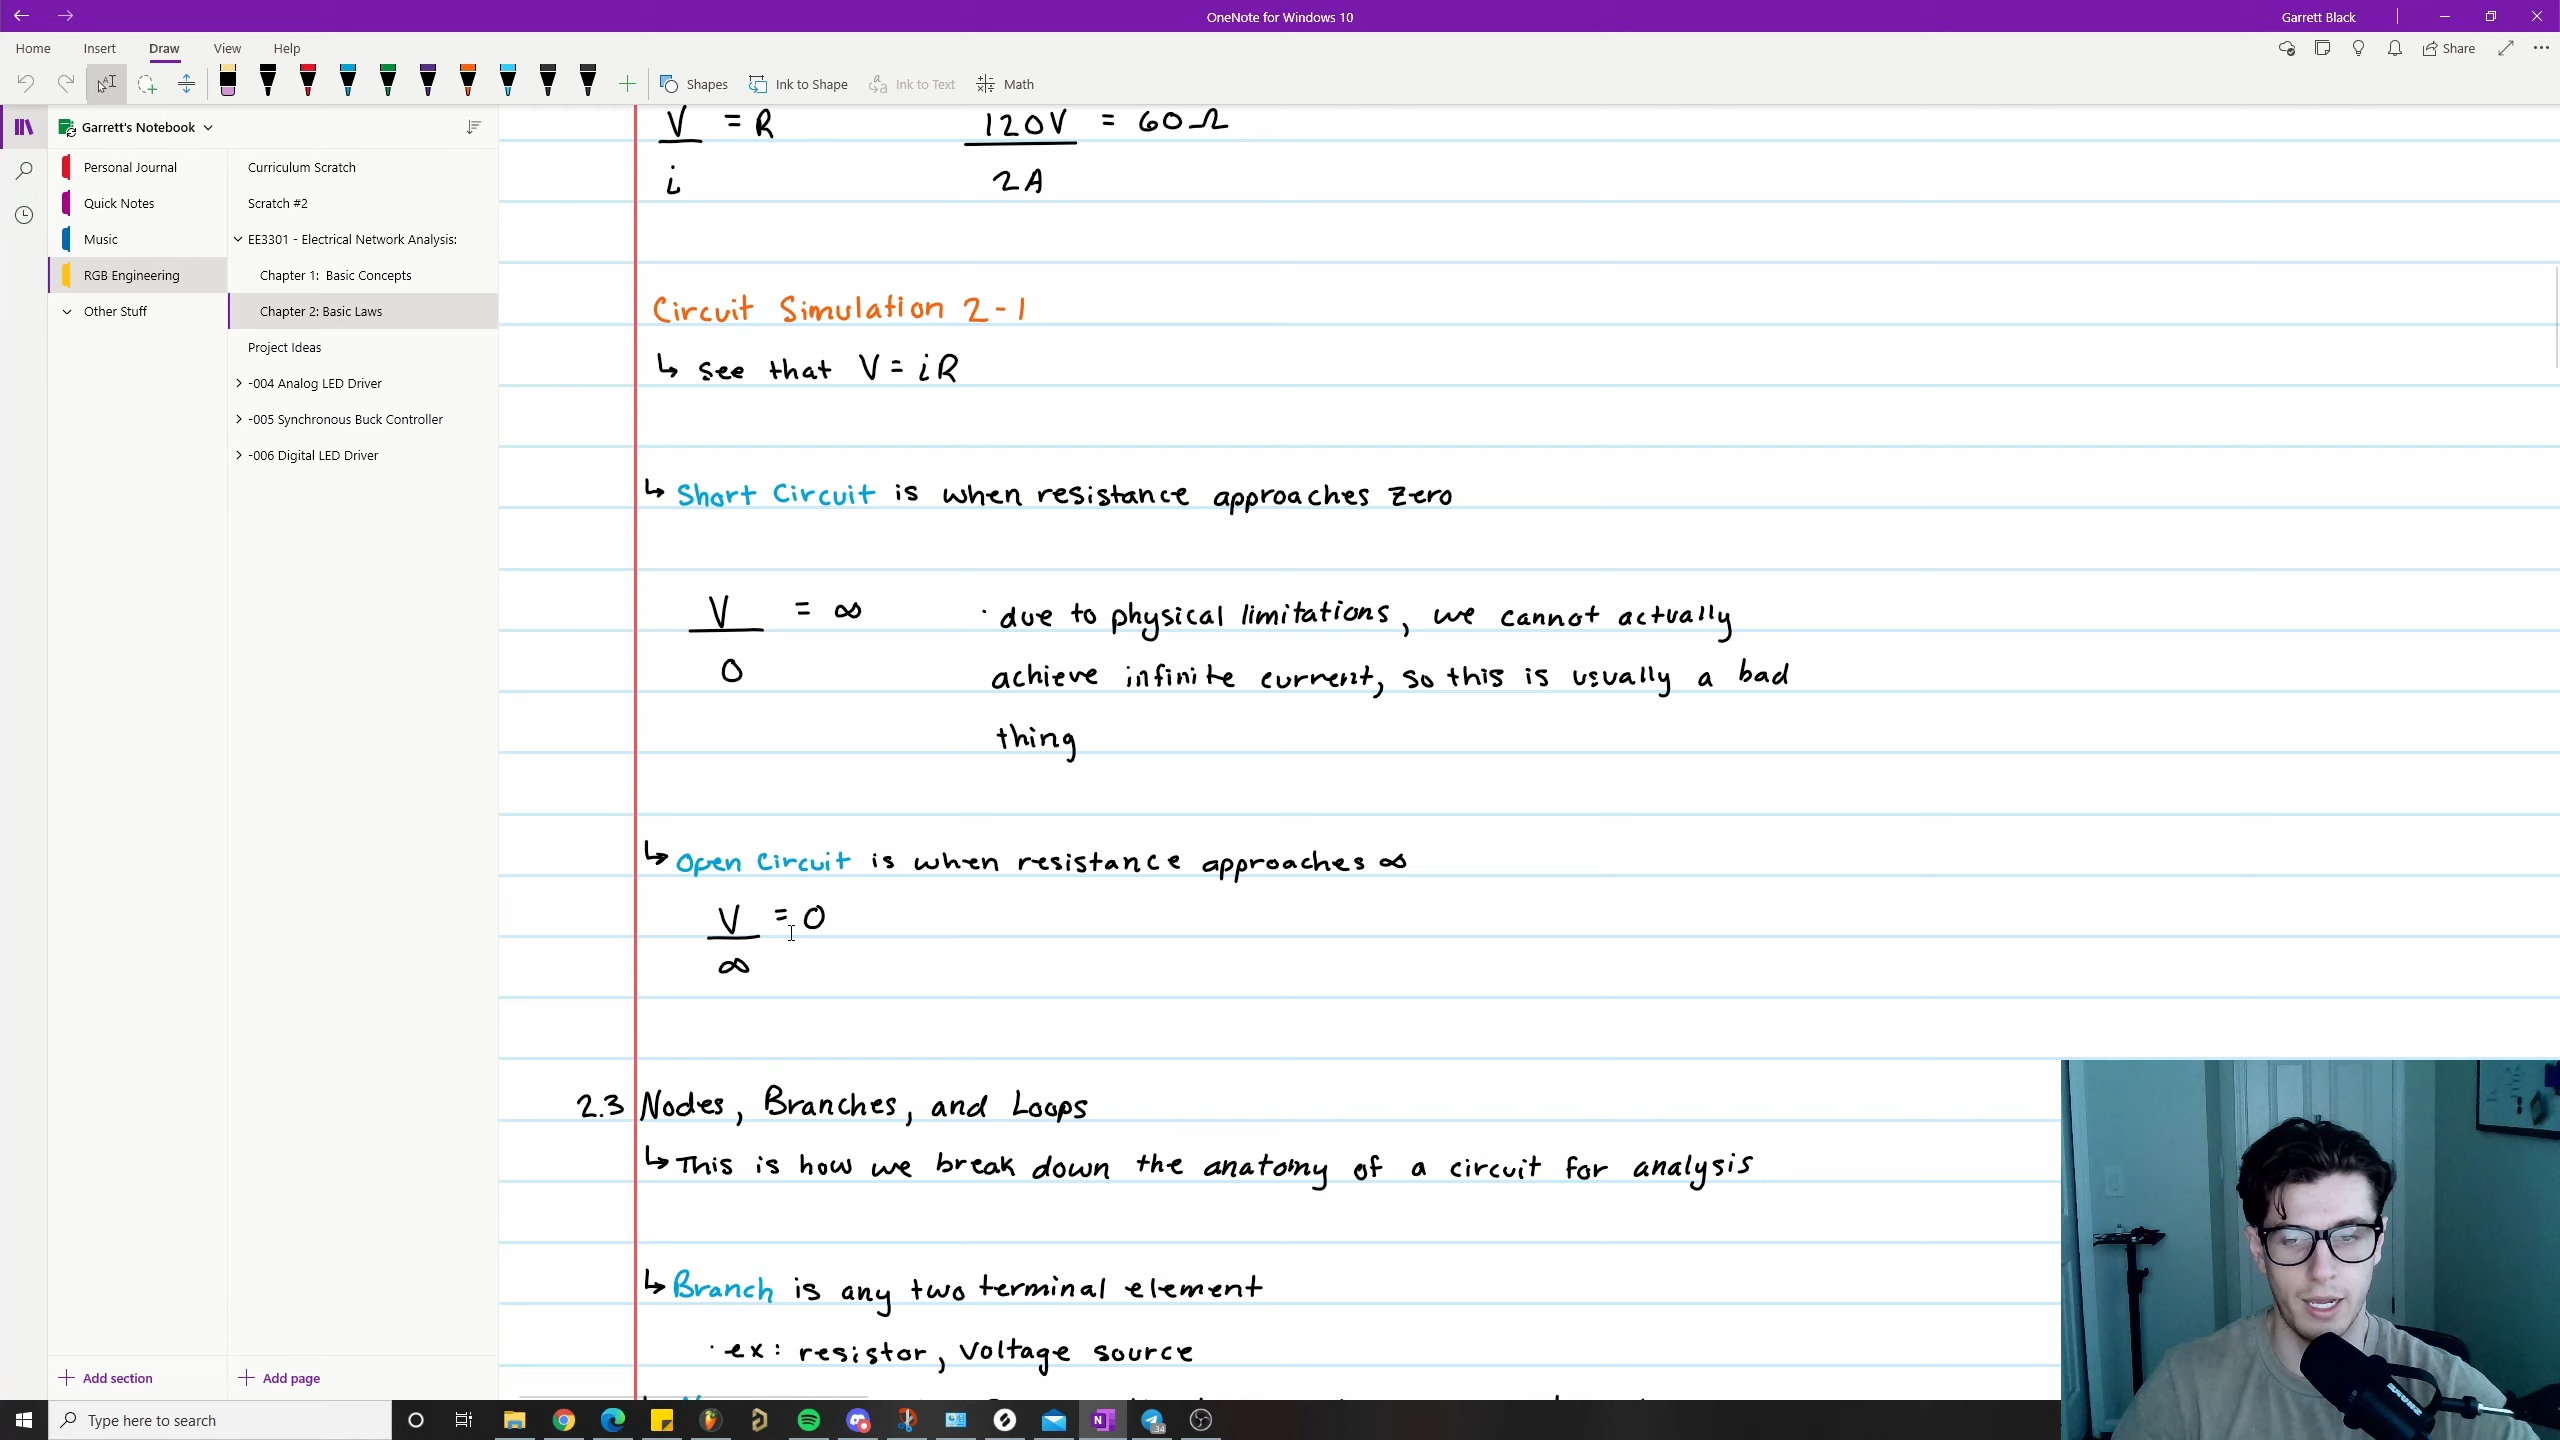 OneNote for Windows 10
Garrett Black
Home Insert Draw View Help
Share
Shapes Ink to Shape Ink to Text Math
Garrett's Notebook
Personal Journal
Quick Notes
Music
RGB Engineering
Other Stuff
Curriculum Scratch
Scratch #2
EE3301 - Electrical Network Analysis:
Chapter 1: Basic Concepts
Chapter 2: Basic Laws
Project Ideas
-004 Analog LED Driver
-005 Synchronous Buck Controller
-006 Digital LED Driver
V = R 120V = 60Ω
i 2A
Circuit Simulation 2-1
↳ see that V = iR
↳ Short Circuit is when resistance approaches zero
V = ∞ · due to physical limitations, we cannot actually
0 achieve infinite current, so this is usually a bad
thing
↳ Open Circuit is when resistance approaches ∞
V = 0
∞
2.3 Nodes, Branches, and Loops
↳ This is how we break down the anatomy of a circuit for analysis
↳ Branch is any two terminal element
· ex: resistor, voltage source
Add section Add page
Type here to search